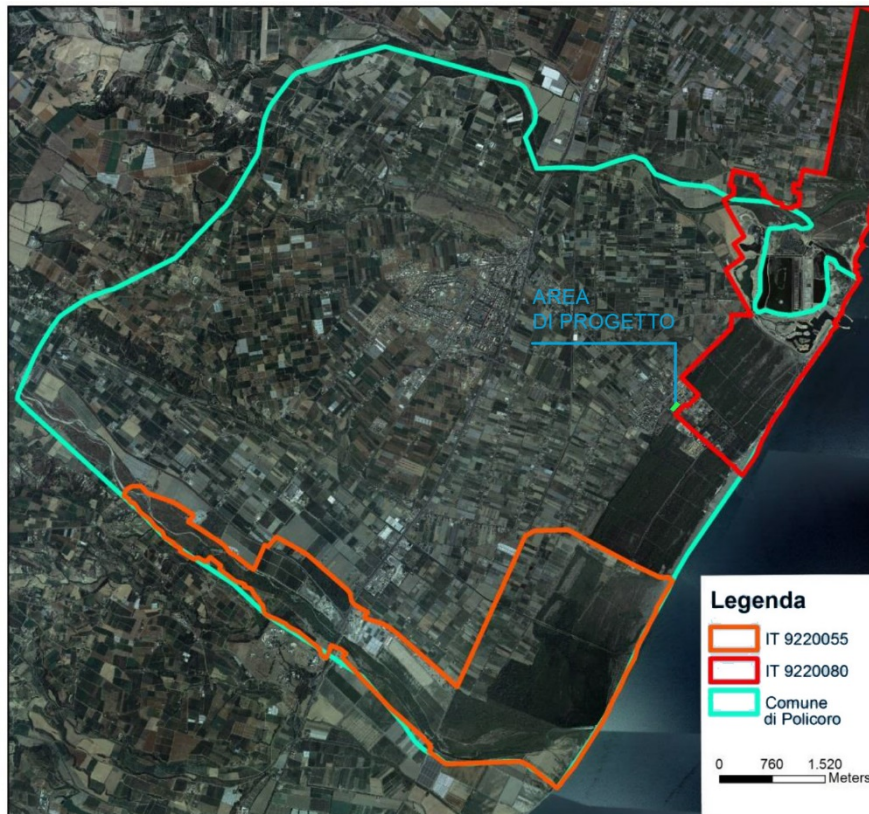 AREA
DI PROGETTO
Legenda
IT 9220055
IT 9220080
Comune
di Policoro
0 760 1.520
Meters